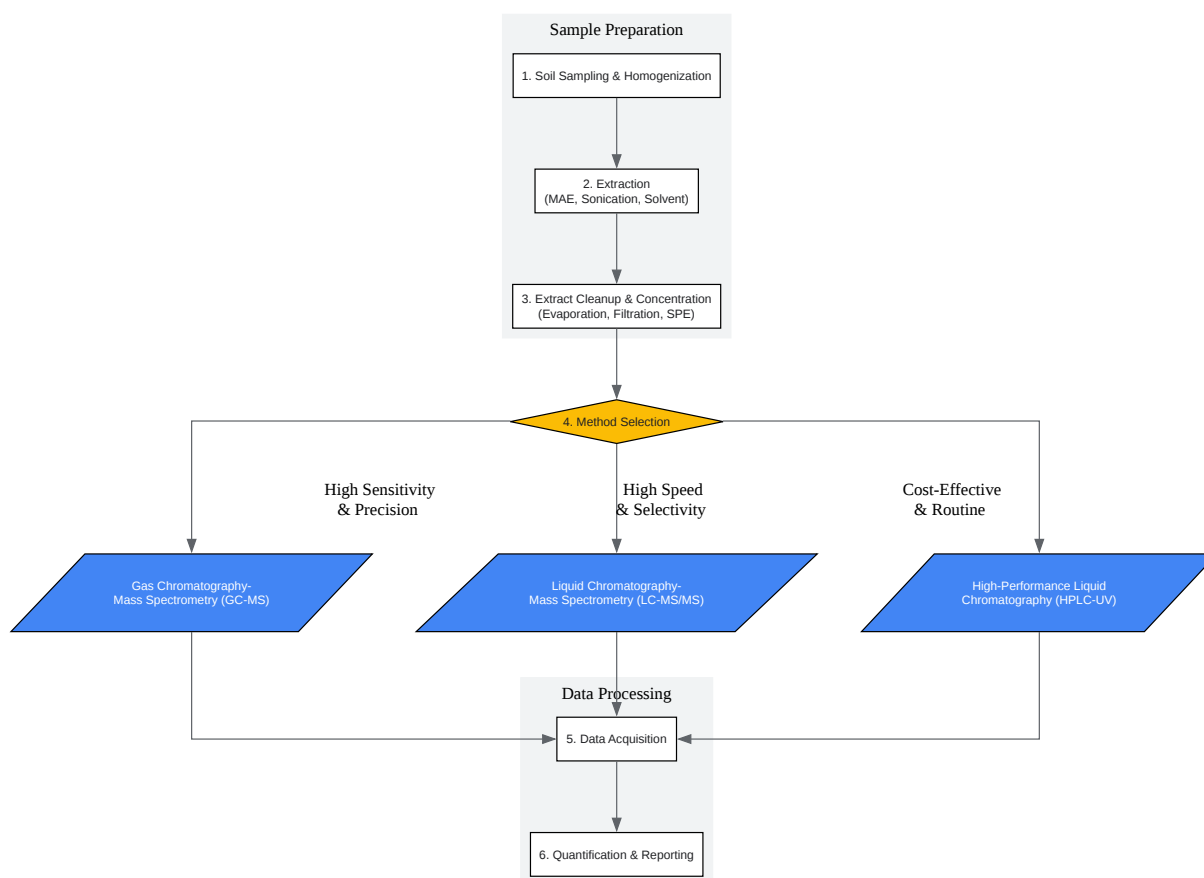 Sample Preparation
1. Soil Sampling & Homogenization
2. Extraction
(MAE, Sonication, Solvent)
3. Extract Cleanup & Concentration
(Evaporation, Filtration, SPE)
4. Method Selection
High Sensitivity
& Precision
High Speed
& Selectivity
Cost-Effective
& Routine
Gas Chromatography-
Mass Spectrometry (GC-MS)
Liquid Chromatography-
Mass Spectrometry (LC-MS/MS)
High-Performance Liquid
Chromatography (HPLC-UV)
Data Processing
5. Data Acquisition
6. Quantification & Reporting